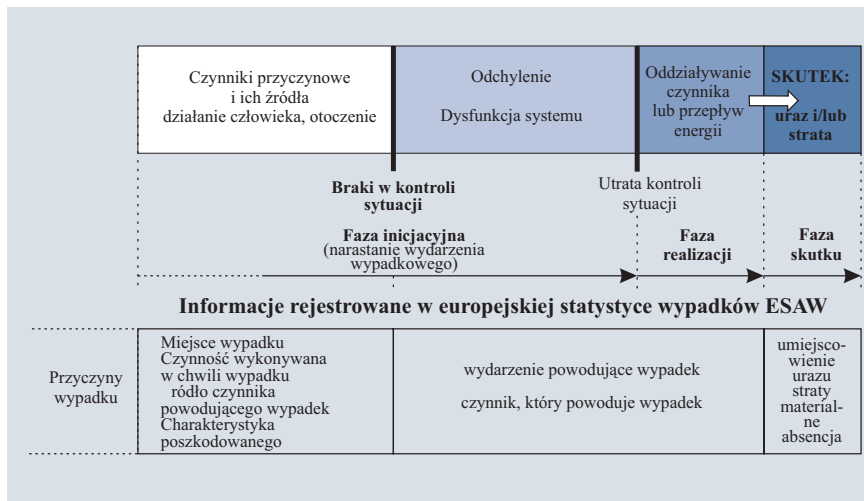 Czynniki przyczynowe
i ich źródła
działanie człowieka, otoczenie
Odchylenie
Dysfunkcja systemu
Oddziaływanie
czynnika
lub przepływ
energii
SKUTEK:
uraz i/lub
strata
Braki w kontroli
sytuacji
Utrata kontroli
sytuacji
Faza inicjacyjna
(narastanie wydarzenia
wypadkowego)
Faza
realizacji
Faza
skutku
Informacje rejestrowane w europejskiej statystyce wypadków ESAW
Przyczyny
wypadku
Miejsce wypadku
Czynność wykonywana
w chwili wypadku
ródło czynnika
powodującego wypadek
Charakterystyka
poszkodowanego
wydarzenie powodujące wypadek
czynnik, który powoduje wypadek
umiejsco-
wienie
urazu
straty
material-
ne
absencja